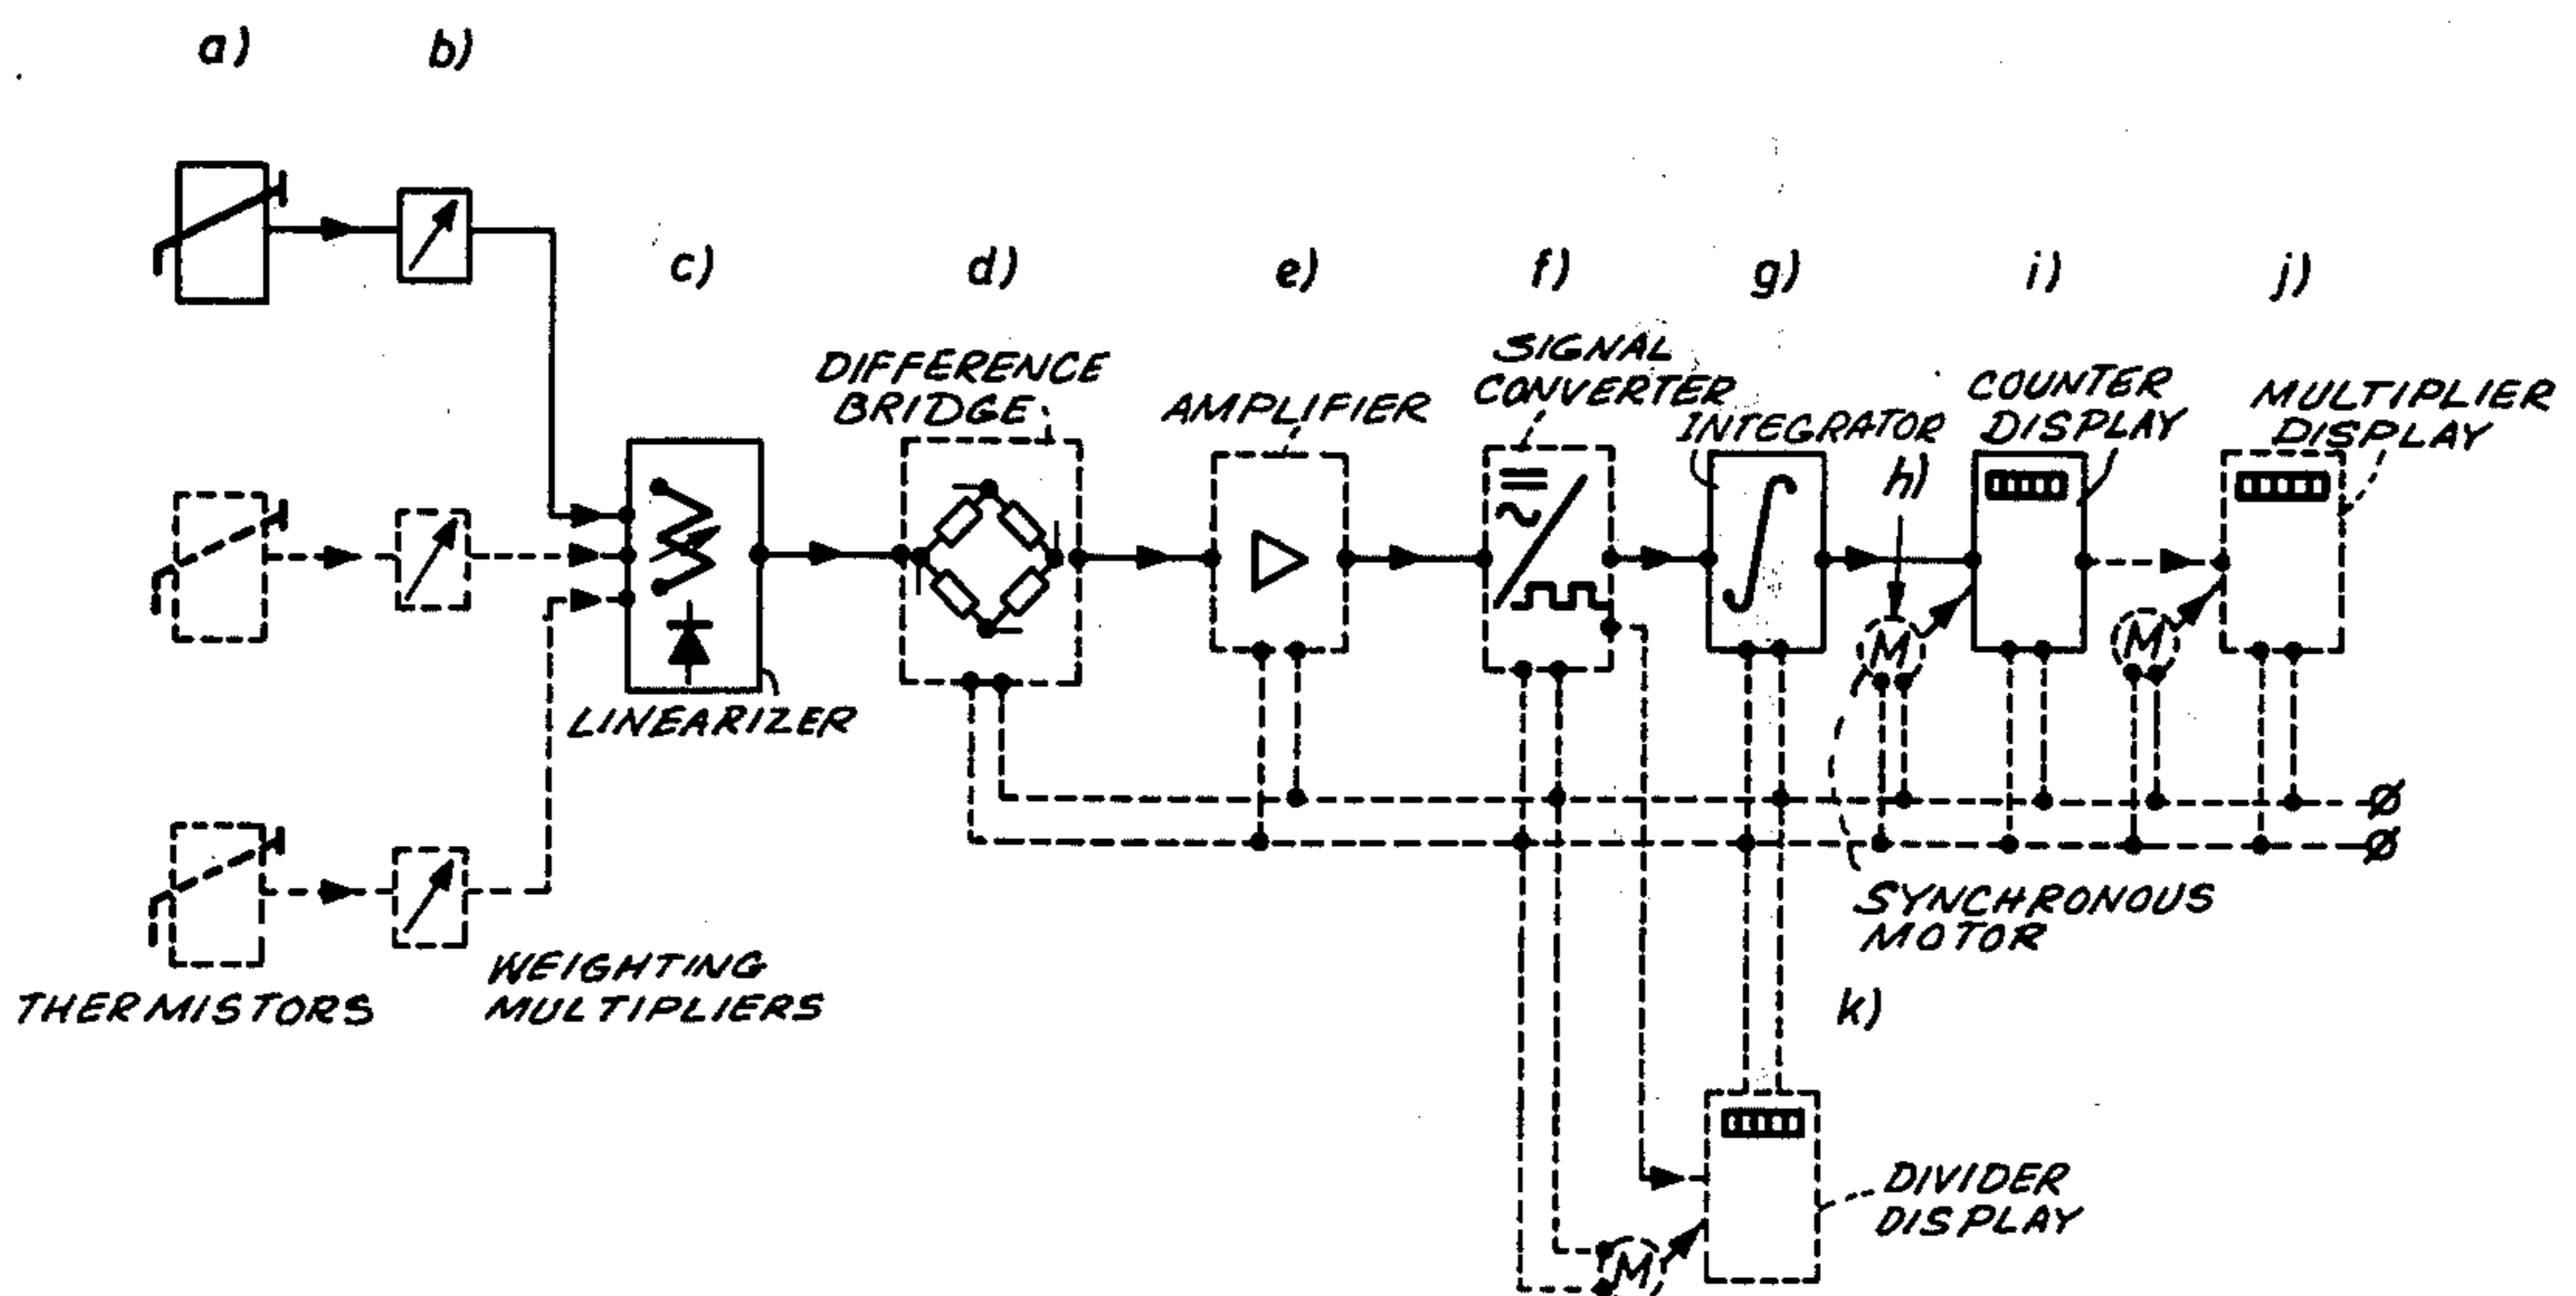 a)
b)
c)
d)
e)
f)
g)
i)
j)
DIFFERENCE
BRIDGE
AMPLIFIER
SIGNAL
CONVERTER
INTEGRATOR
h)
COUNTER
DISPLAY
MULTIPLIER
DISPLAY
M
M
LINEARIZER
SYNCHRONOUS
MOTOR
WEIGHTING
MULTIPLIERS
THERMISTORS
k)
DIVIDER
DISPLAY
M